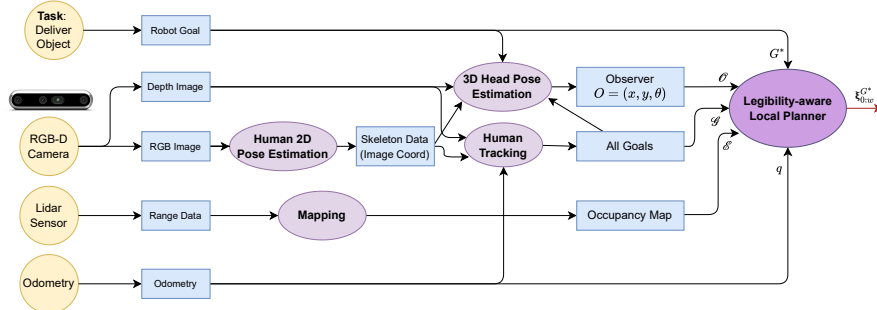 Task:
Deliver
Object
Robot Goal
G*
Depth Image
3D Head Pose
Estimation
Observer
O = (x, y, θ)
𝒪
Legibility-aware
Local Planner
ξ^{G*}_{0:w}
RGB-D
Camera
RGB Image
Human 2D
Pose Estimation
Skeleton Data
(Image Coord)
Human
Tracking
All Goals
𝒢
ℰ
q
Lidar
Sensor
Range Data
Mapping
Occupancy Map
Odometry
Odometry